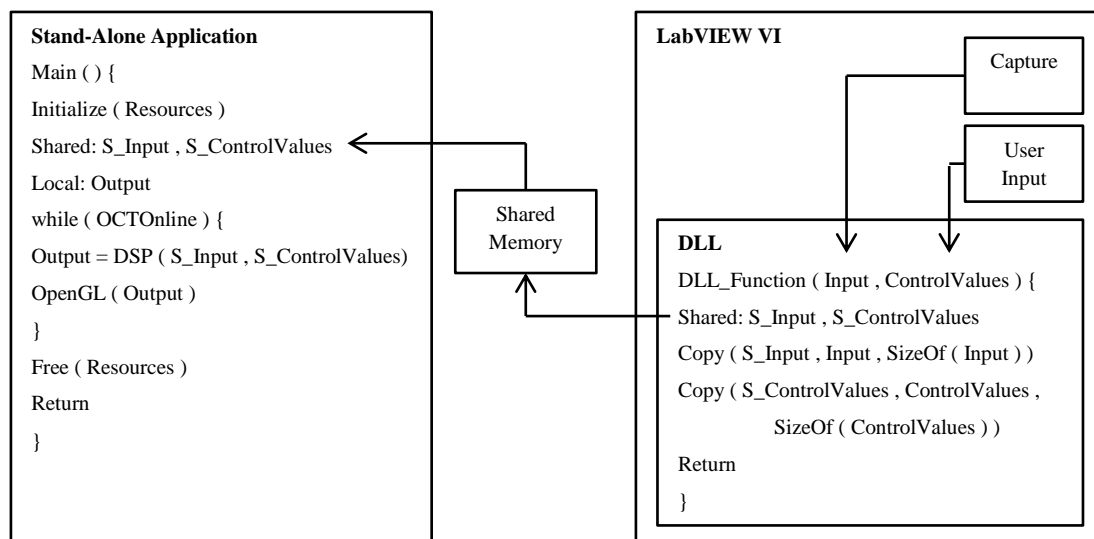 Stand-Alone Application
Main ( ) {
Initialize ( Resources )
Shared: S_Input , S_ControlValues
Local: Output
while ( OCTOnline ) {
Output = DSP ( S_Input , S_ControlValues)
OpenGL ( Output )
}
Free ( Resources )
Return
}
Shared
Memory
LabVIEW VI
Capture
User
Input
DLL
DLL_Function ( Input , ControlValues ) {
Shared: S_Input , S_ControlValues
Copy ( S_Input , Input , SizeOf ( Input ) )
Copy ( S_ControlValues , ControlValues ,
SizeOf ( ControlValues ) )
Return
}